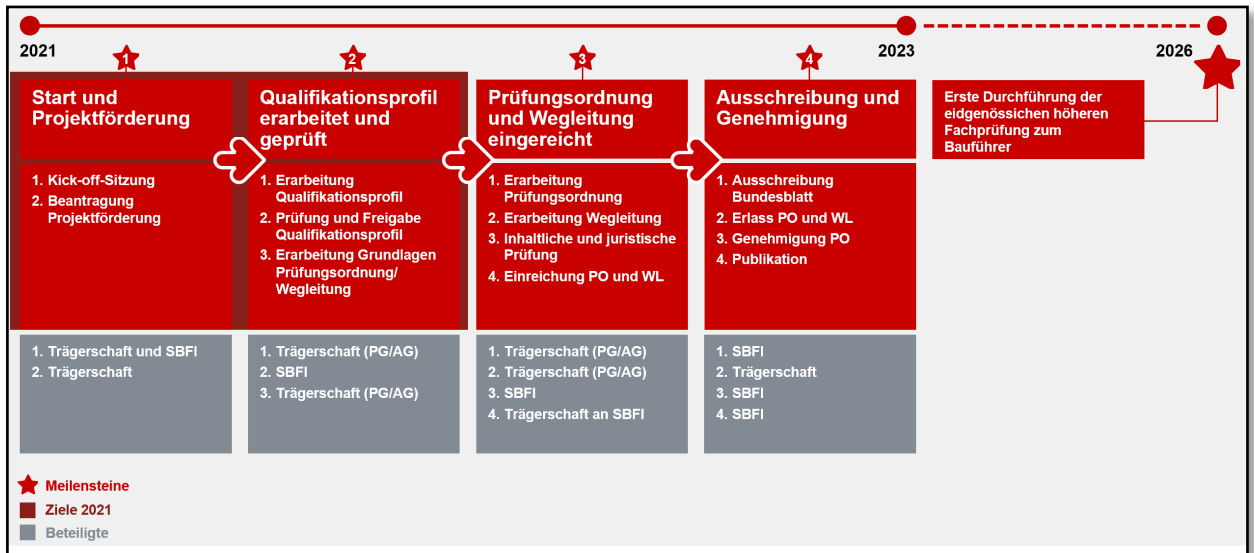 2021
2023
2026
1
2
3
4
Start und
Projektförderung
1. Kick-off-Sitzung
2. Beantragung
Projektförderung
1. Trägerschaft und SBFI
2. Trägerschaft
Qualifikationsprofil
erarbeitet und
geprüft
1. Erarbeitung
Qualifikationsprofil
2. Prüfung und Freigabe
Qualifikationsprofil
3. Erarbeitung Grundlagen
Prüfungsordnung/
Wegleitung
1. Trägerschaft (PG/AG)
2. SBFI
3. Trägerschaft (PG/AG)
Prüfungsordnung
und Wegleitung
eingereicht
1. Erarbeitung
Prüfungsordnung
2. Erarbeitung Wegleitung
3. Inhaltliche und juristische
Prüfung
4. Einreichung PO und WL
1. Trägerschaft (PG/AG)
2. Trägerschaft (PG/AG)
3. SBFI
4. Trägerschaft an SBFI
Ausschreibung und
Genehmigung
1. Ausschreibung
Bundesblatt
2. Erlass PO und WL
3. Genehmigung PO
4. Publikation
1. SBFI
2. Trägerschaft
3. SBFI
4. SBFI
Erste Durchführung der
eidgenössichen höheren
Fachprüfung zum
Bauführer
Meilensteine
Ziele 2021
Beteiligte